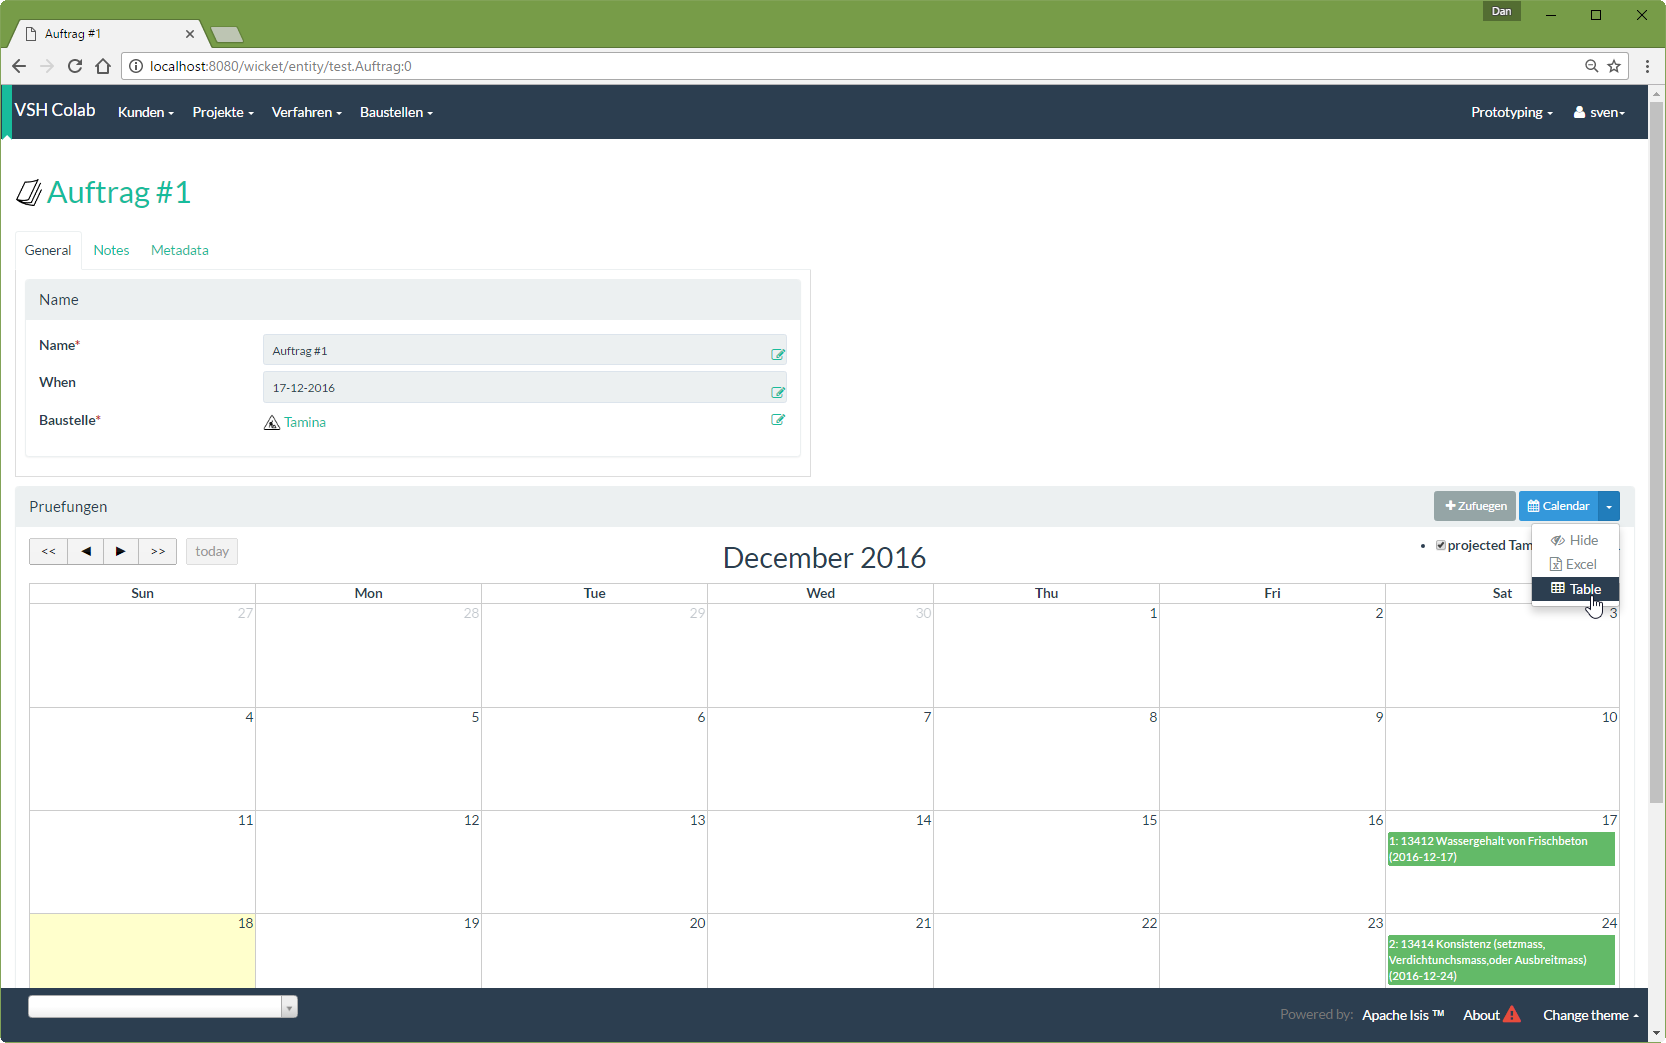 Dan
Auftrag #1
localhost:8080/wicket/entity/test.Auftrag:0
VSH Colab Kunden Projekte Verfahren Baustellen Prototyping sven
Auftrag #1
General Notes Metadata
Name
Name* Auftrag #1
When 17-12-2016
Baustelle* Tamina
Pruefungen Zufuegen Calendar
Hide
Excel
Table
<< ◀ ▶ >> today December 2016 projected Tam
Sun Mon Tue Wed Thu Fri Sat
27 28 29 30 1 2 3
4 5 6 7 8 9 10
11 12 13 14 15 16 17
1: 13412 Wassergehalt von Frischbeton
(2016-12-17)
18 19 20 21 22 23 24
2: 13414 Konsistenz (setzmass,
Verdichtunchsmass,oder Ausbreitmass)
(2016-12-24)
Powered by: Apache Isis ™ About Change theme